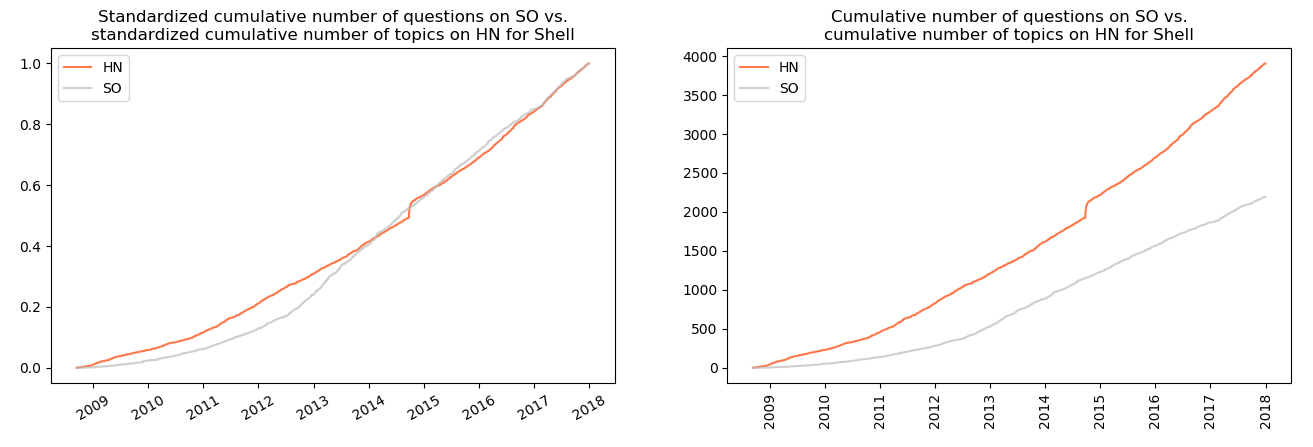 Standardized cumulative number of questions on SO vs.
standardized cumulative number of topics on HN for Shell
HN
SO
1.0
0.8
0.6
0.4
0.2
0.0
2009 2010 2011 2012 2013 2014 2015 2016 2017 2018
Cumulative number of questions on SO vs.
cumulative number of topics on HN for Shell
HN
SO
4000
3500
3000
2500
2000
1500
1000
500
0
2009 2010 2011 2012 2013 2014 2015 2016 2017 2018